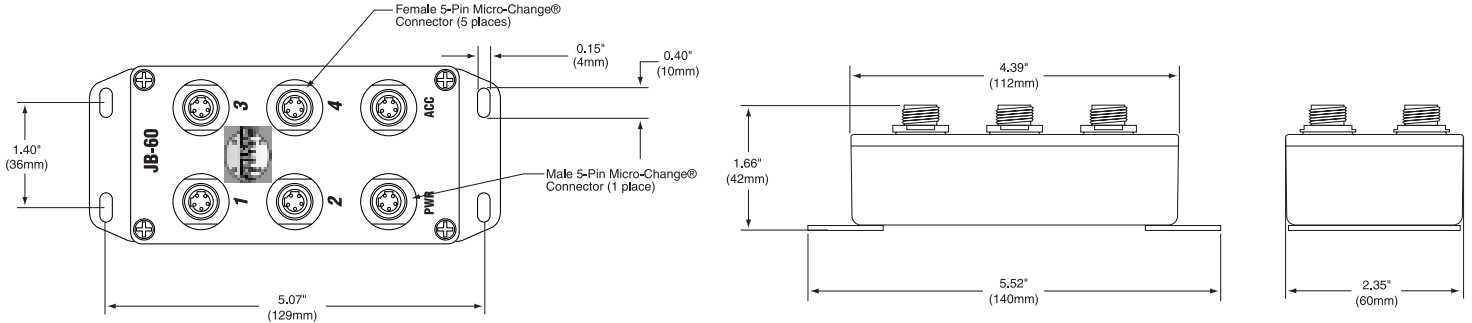 Female 5-Pin Micro-Change®
Connector (5 places)
0.15"
(4mm)
0.40"
(10mm)
3
4
ACC
JB-60
1.40"
(36mm)
1
2
PWR
Male 5-Pin Micro-Change®
Connector (1 place)
5.07"
(129mm)
4.39"
(112mm)
1.66"
(42mm)
5.52"
(140mm)
2.35"
(60mm)